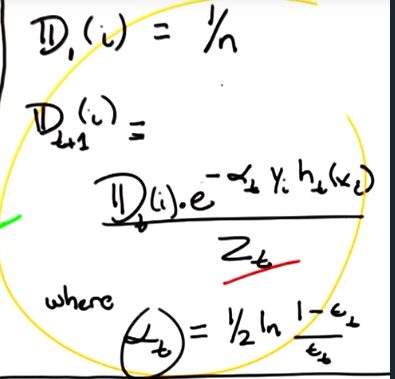 D₁(i) = 1/n
D_{t+1}(i) =
D_t(i)·e^{-α_t y_i h_t(x_i)}
z_t
where
α_t = 1/2 ln (1-ε_t)/ε_t